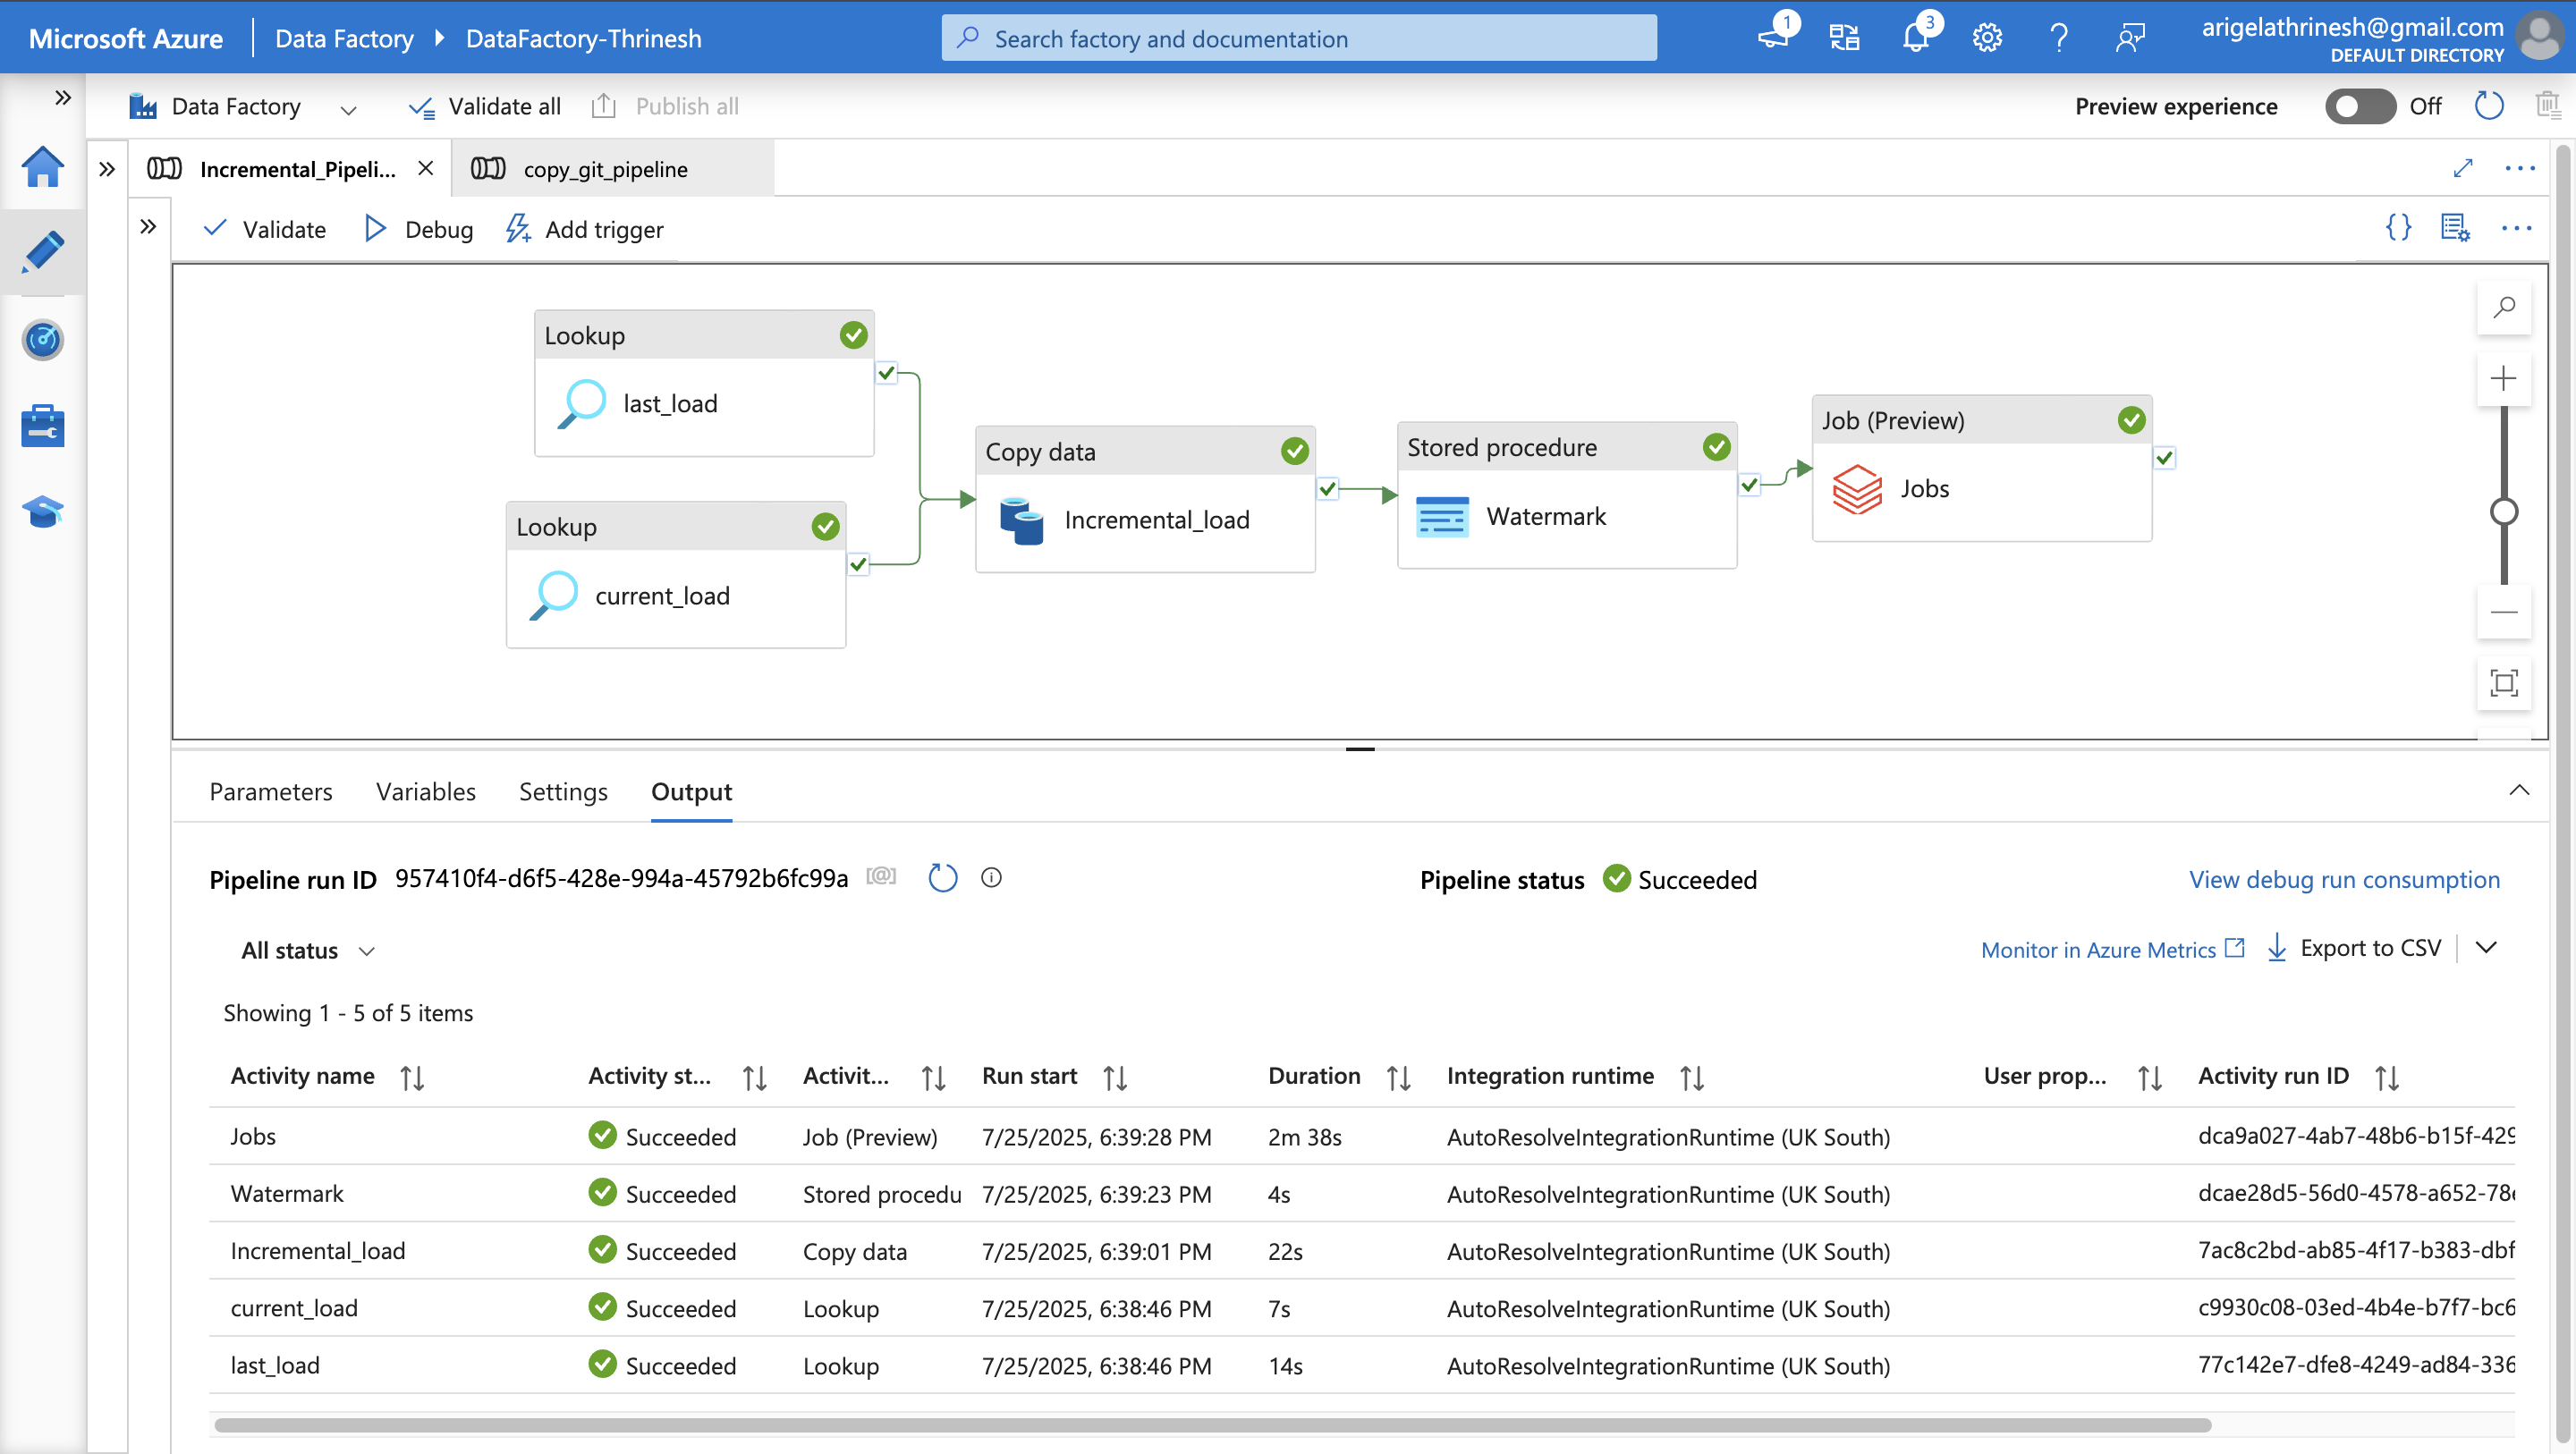 Microsoft Azure
Data Factory
DataFactory-Thrinesh
Search factory and documentation
1
3
arigelathrinesh@gmail.com
DEFAULT DIRECTORY
Data Factory
Validate all
Publish all
Preview experience
Off
Incremental_Pipeli...
copy_git_pipeline
Validate
Debug
Add trigger
Lookup
last_load
Lookup
current_load
Copy data
Incremental_load
Stored procedure
Watermark
Job (Preview)
Jobs
Parameters
Variables
Settings
Output
Pipeline run ID 957410f4-d6f5-428e-994a-45792b6fc99a
Pipeline status Succeeded
View debug run consumption
All status
Monitor in Azure Metrics
Export to CSV
Showing 1 - 5 of 5 items
Activity name Activity st... Activit... Run start Duration Integration runtime User prop... Activity run ID
Jobs Succeeded Job (Preview) 7/25/2025, 6:39:28 PM 2m 38s AutoResolveIntegrationRuntime (UK South) dca9a027-4ab7-48b6-b15f-429
Watermark Succeeded Stored procedu 7/25/2025, 6:39:23 PM 4s AutoResolveIntegrationRuntime (UK South) dcae28d5-56d0-4578-a652-78e
Incremental_load Succeeded Copy data 7/25/2025, 6:39:01 PM 22s AutoResolveIntegrationRuntime (UK South) 7ac8c2bd-ab85-4f17-b383-dbf
current_load Succeeded Lookup 7/25/2025, 6:38:46 PM 7s AutoResolveIntegrationRuntime (UK South) c9930c08-03ed-4b4e-b7f7-bc6
last_load Succeeded Lookup 7/25/2025, 6:38:46 PM 14s AutoResolveIntegrationRuntime (UK South) 77c142e7-dfe8-4249-ad84-336